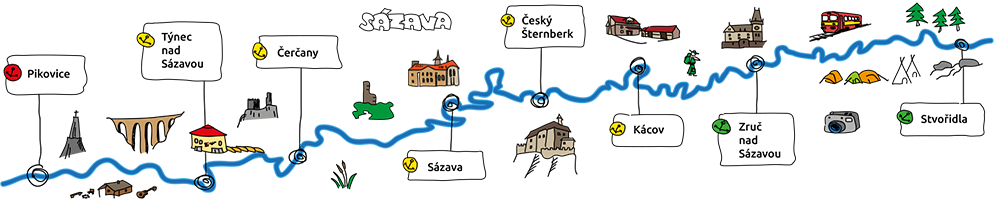 SÁZAVA
Pikovice
Týnec
nad
Sázavou
Čerčany
Sázava
Český
Šternberk
Kácov
Zruč
nad
Sázavou
Stvořidla